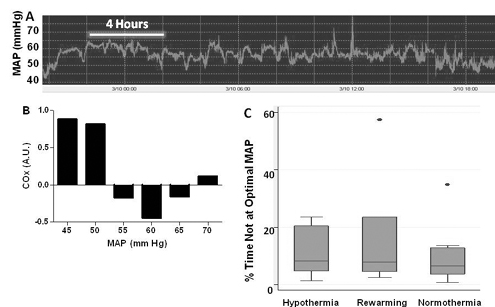 A
4 Hours
MAP (mmHg)
70
60
50
40
3/10 00:00
3/10 06:00
3/10 12:00
3/10 18:00
B
COx (A.U.)
1.0
0.5
0.0
-0.5
45 50 55 60 65 70
MAP (mm Hg)
C
% Time Not at Optimal MAP
60
40
20
0
Hypothermia Rewarming Normothermia